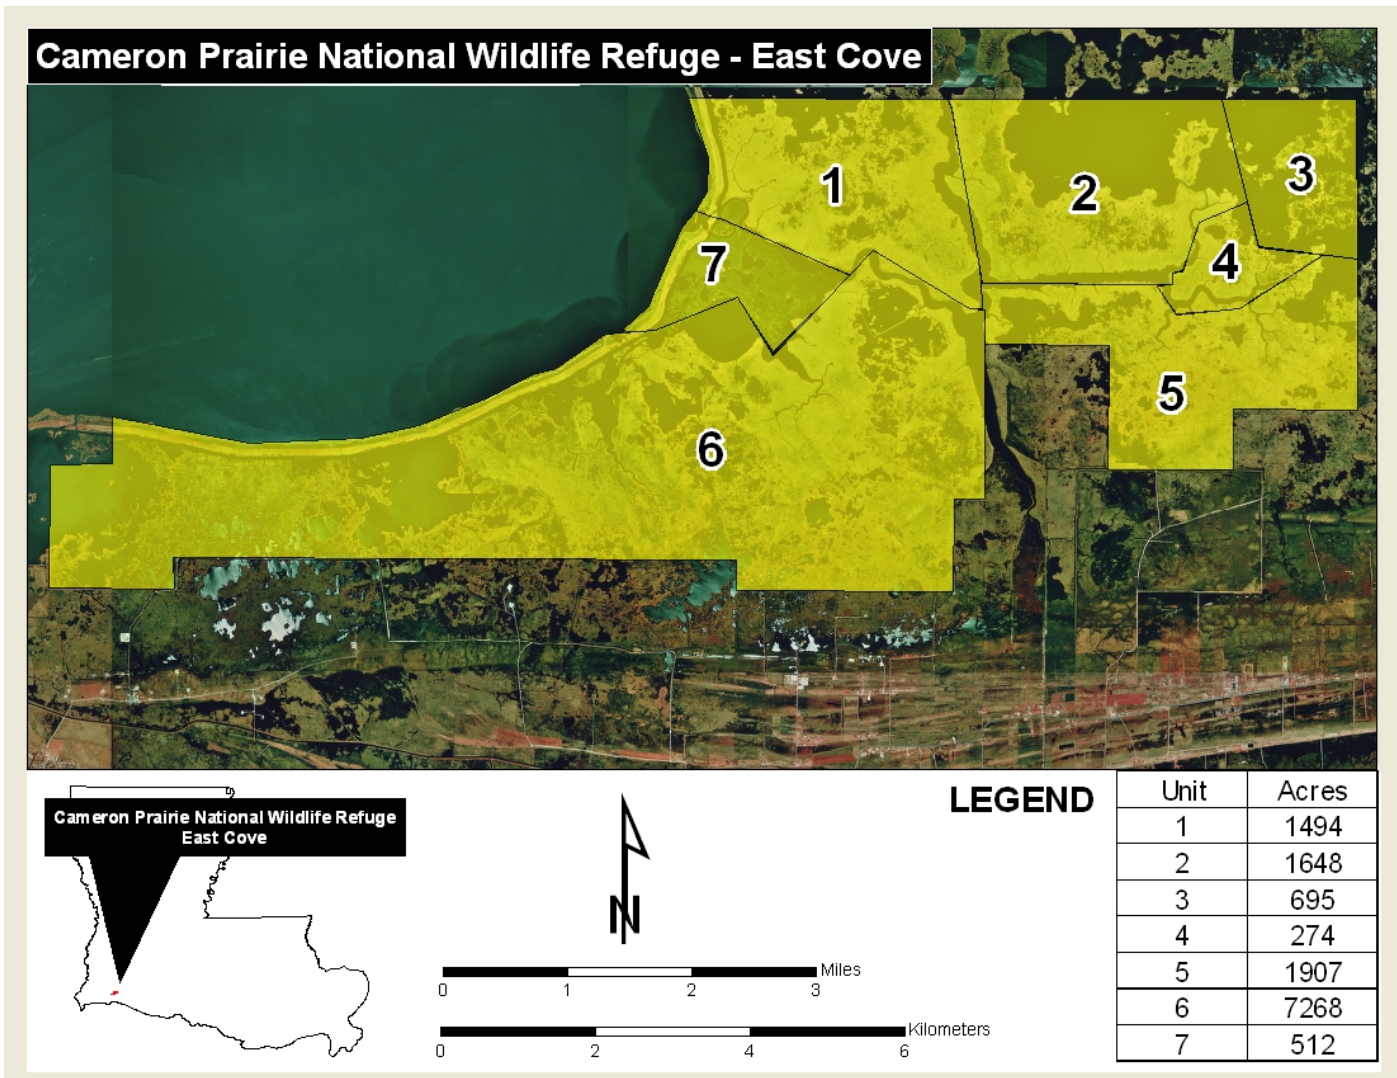 Cameron Prairie National Wildlife Refuge - East Cove
1
2
3
4
5
6
7
Cameron Prairie National Wildlife Refuge
East Cove
N
0 1 2 3 Miles
0 2 4 6 Kilometers
LEGEND
Unit Acres
1 1494
2 1648
3 695
4 274
5 1907
6 7268
7 512